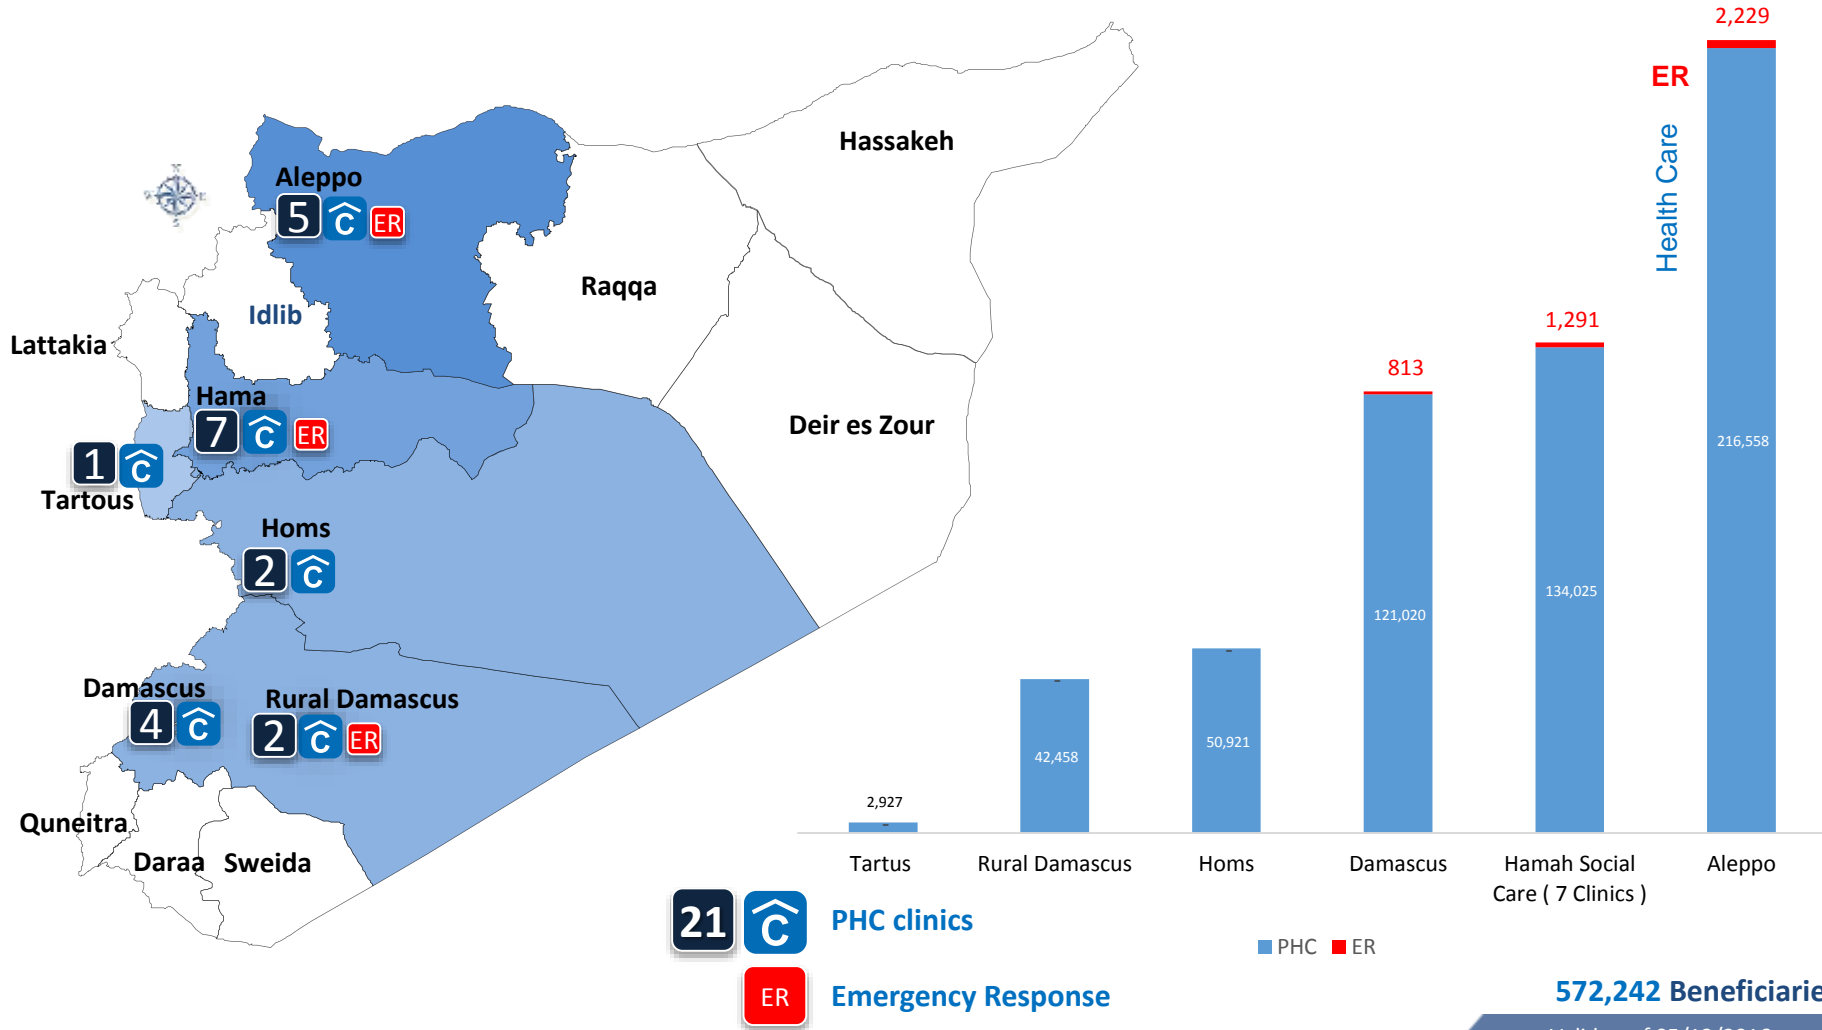 Hassakeh
Aleppo
5 C ER
Raqqa
Idlib
Lattakia
Hama
7 C ER
Deir es Zour
1 C
Tartous
Homs
2 C
Damascus
4 C
Rural Damascus
2 C ER
Quneitra
Daraa
Sweida
21 C PHC clinics
ER Emergency Response
2,229
ER
Health Care
1,291
813
216,558
134,025
121,020
50,921
42,458
2,927
Tartus
Rural Damascus
Homs
Damascus
Hamah Social
Care ( 7 Clinics )
Aleppo
PHC ER
572,242 Beneficiarie